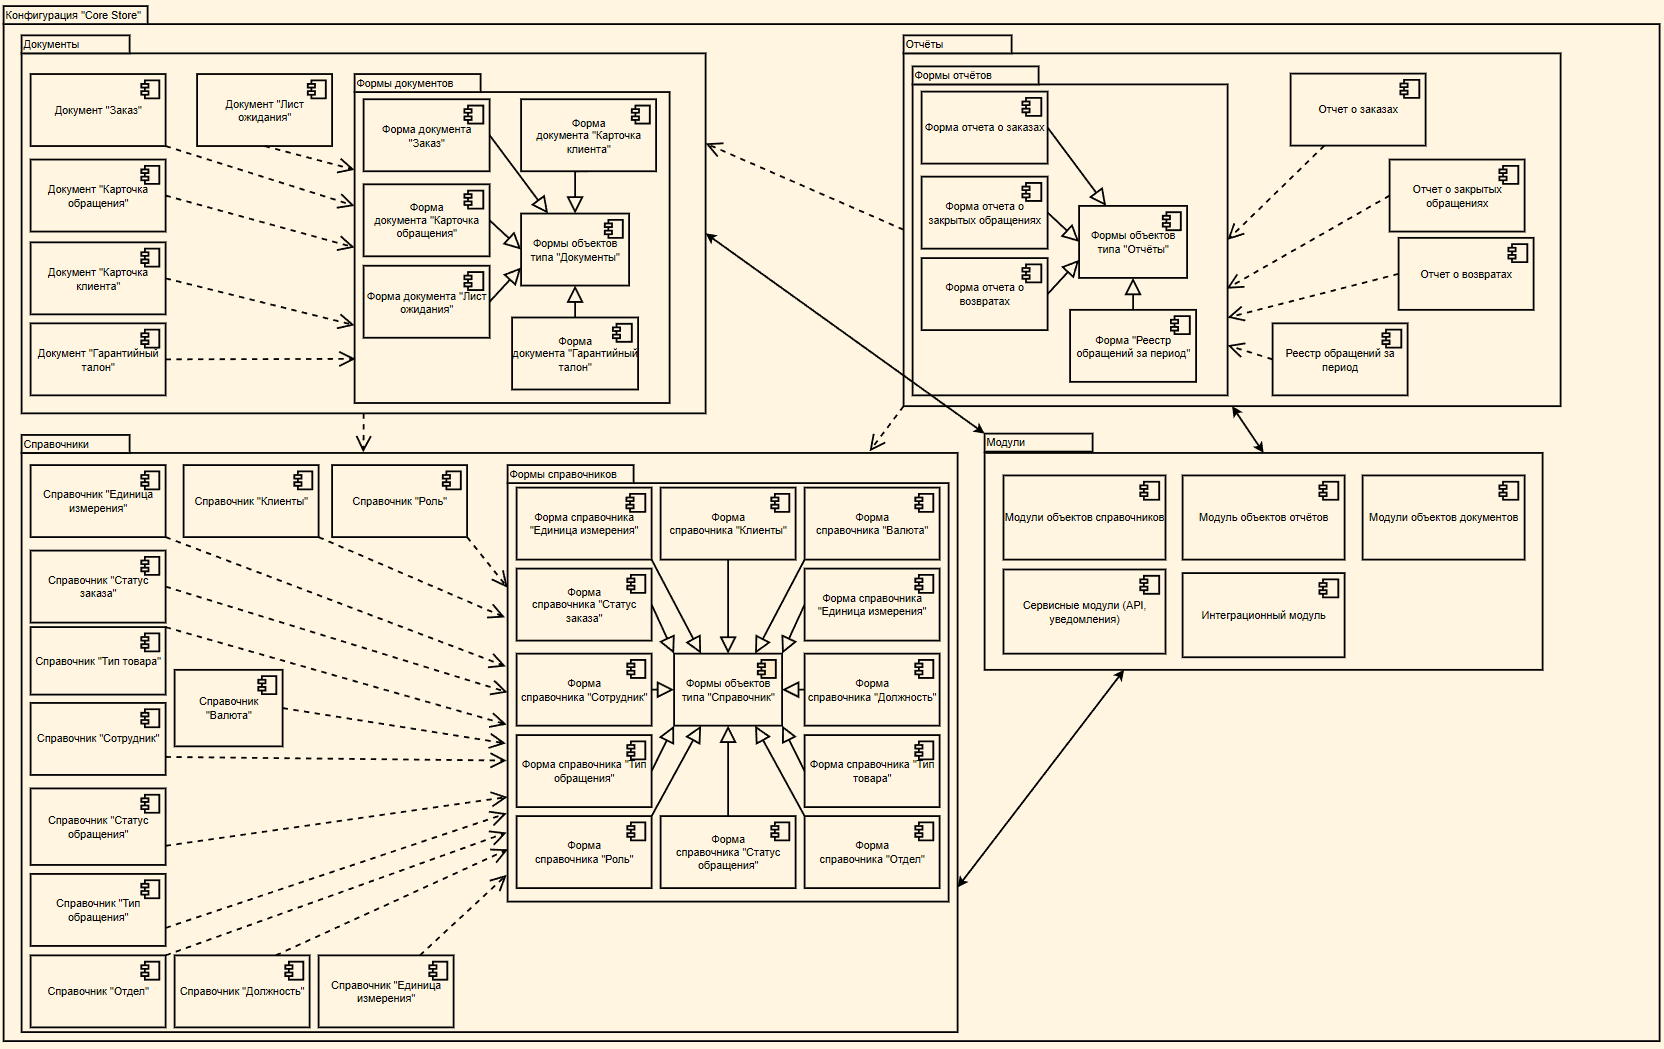 Конфигурация "Core Store"
Документы
Документ "Заказ"
Документ "Лист
ожидания"
Документ "Карточка
обращения"
Документ "Карточка
клиента"
Документ "Гарантийный
талон"
Формы документов
Форма документа
"Заказ"
Форма
документа "Карточка
клиента"
Форма
документа "Карточка
обращения"
Формы объектов
типа "Документы"
Форма документа "Лист
ожидания"
Форма
документа "Гарантийный
талон"
Отчёты
Формы отчётов
Форма отчета о заказах
Форма отчета о
закрытых обращениях
Форма отчета о
возвратах
Формы объектов
типа "Отчёты"
Форма "Реестр
обращений за период"
Отчет о заказах
Отчет о закрытых
обращениях
Отчет о возвратах
Реестр обращений за
период
Справочники
Справочник "Единица
измерения"
Справочник "Клиенты"
Справочник "Роль"
Справочник "Статус
заказа"
Справочник "Тип товара"
Справочник
"Валюта"
Справочник "Сотрудник"
Справочник "Статус
обращения"
Справочник "Тип
обращения"
Справочник "Отдел"
Справочник "Должность"
Справочник "Единица
измерения"
Формы справочников
Форма справочника
"Единица измерения"
Форма
справочника "Клиенты"
Форма
справочника "Валюта"
Форма
справочника "Статус
заказа"
Форма справочника
"Единица измерения"
Форма
справочника "Сотрудник"
Формы объектов
типа "Справочник"
Форма
справочника "Должность"
Форма справочника "Тип
обращения"
Форма справочника "Тип
товара"
Форма
справочника "Роль"
Форма
справочника "Статус
обращения"
Форма
справочника "Отдел"
Модули
Модули объектов справочников
Модуль объектов отчётов
Модули объектов документов
Сервисные модули (API,
уведомления)
Интеграционный модуль